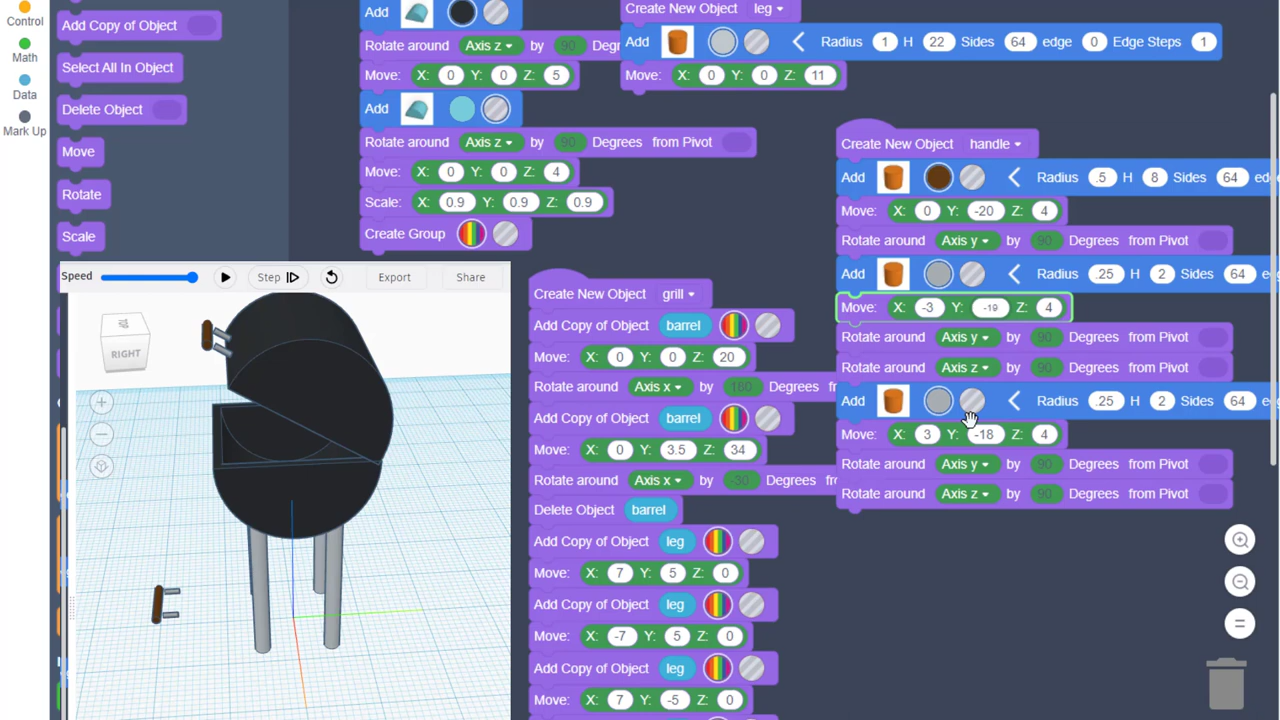 Control
Math
Data
Mark Up
Add Copy of Object
Select All In Object
Delete Object
Move
Rotate
Scale
Add
Rotate around Axis z by 90 Degr
Move: X: 0 Y: 0 Z: 5
Add
Rotate around Axis z by 90 Degrees from Pivot
Move: X: 0 Y: 0 Z: 4
Scale: X: 0.9 Y: 0.9 Z: 0.9
Create Group
Create New Object leg
Add Radius 1 H 22 Sides 64 edge 0 Edge Steps 1
Move: X: 0 Y: 0 Z: 11
Create New Object handle
Add Radius .5 H 8 Sides 64 ed
Move: X: 0 Y: -20 Z: 4
Rotate around Axis y by 90 Degrees from Pivot
Add Radius .25 H 2 Sides 64 ed
Move: X: -3 Y: -19 Z: 4
Rotate around Axis y by 90 Degrees from Pivot
Rotate around Axis z by 90 Degrees from Pivot
Add Radius .25 H 2 Sides 64 ed
Move: X: 3 Y: -18 Z: 4
Rotate around Axis y by 90 Degrees from Pivot
Rotate around Axis z by 90 Degrees from Pivot
Speed Step Export Share
TOP
RIGHT
Create New Object grill
Add Copy of Object barrel
Move: X: 0 Y: 0 Z: 20
Rotate around Axis x by 180 Degrees fr
Add Copy of Object barrel
Move: X: 0 Y: 3.5 Z: 34
Rotate around Axis x by -30 Degrees fr
Delete Object barrel
Add Copy of Object leg
Move: X: 7 Y: 5 Z: 0
Add Copy of Object leg
Move: X: -7 Y: 5 Z: 0
Add Copy of Object leg
Move: X: 7 Y: -5 Z: 0